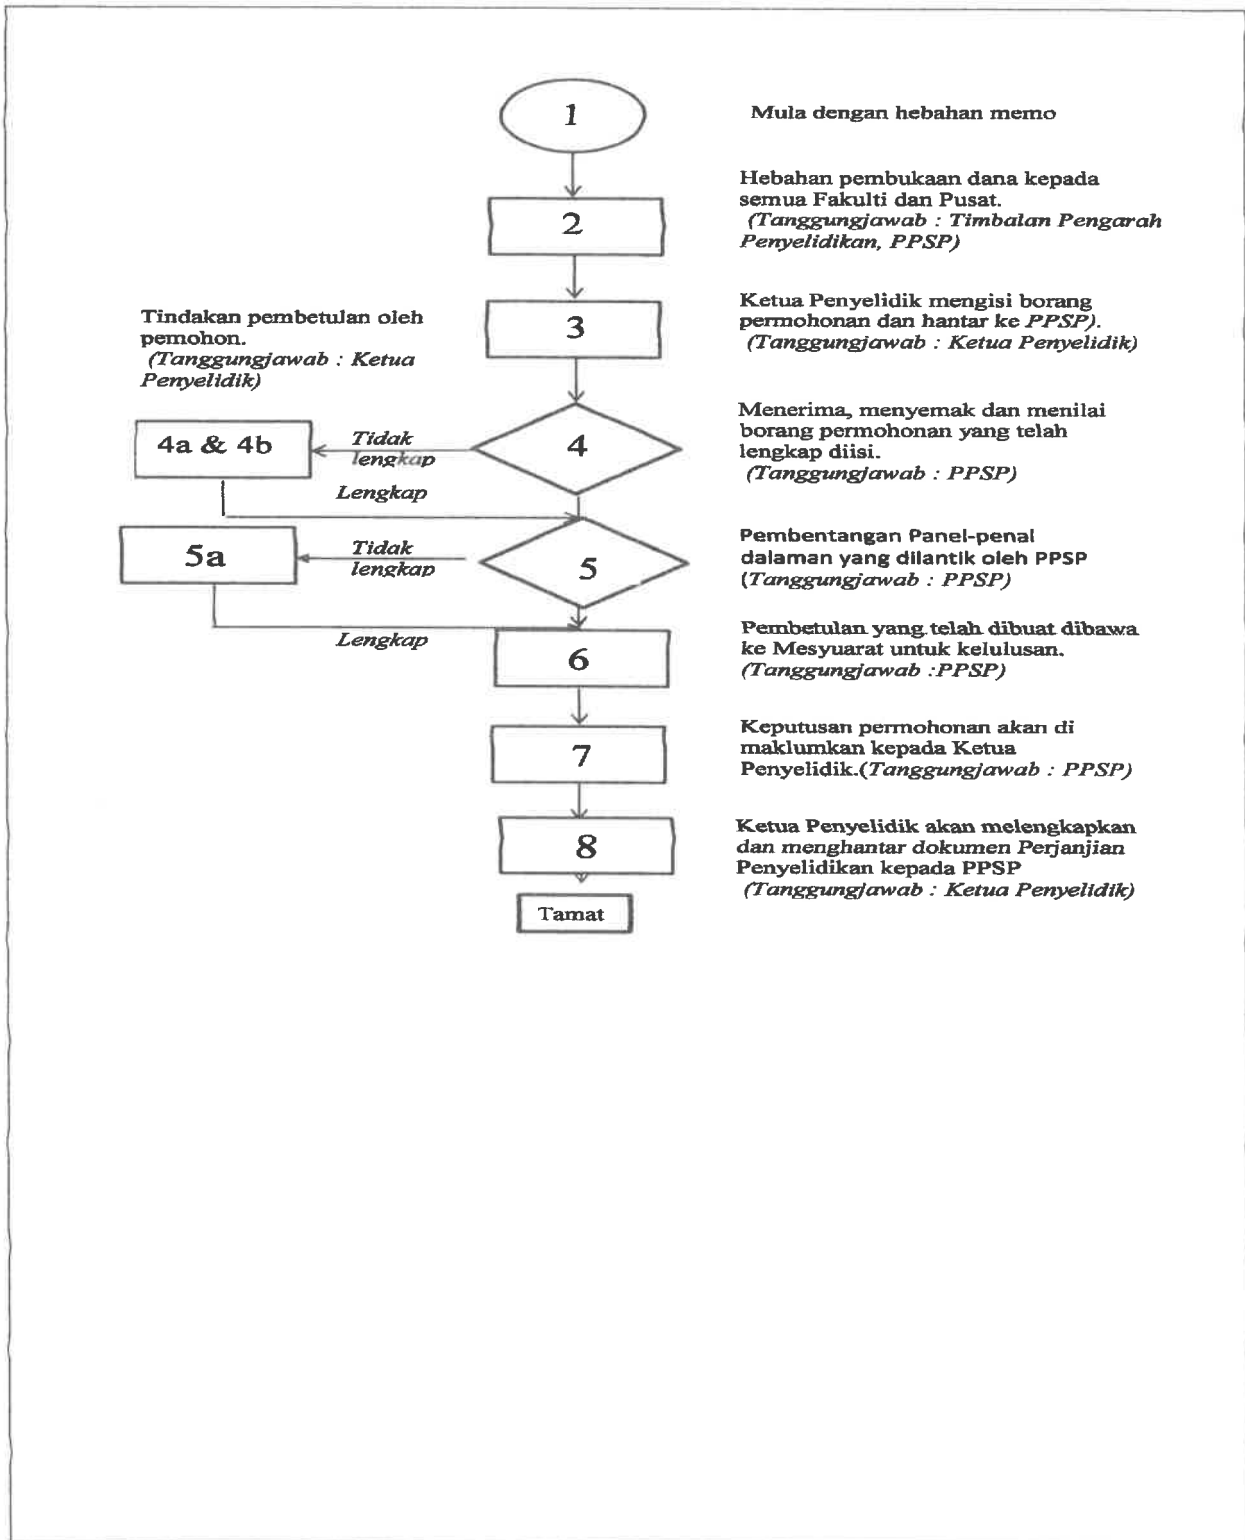 1
Mula dengan hebahan memo
2
Hebahan pembukaan dana kepada
semua Fakulti dan Pusat.
(Tanggungjawab : Timbalan Pengarah
Penyelidikan, PPSP)
3
Ketua Penyelidik mengisi borang
permohonan dan hantar ke PPSP).
(Tanggungjawab : Ketua Penyelidik)
Tindakan pembetulan oleh
pemohon.
(Tanggungjawab : Ketua
Penyelidik)
4a & 4b
Tidak
lengkap
4
Menerima, menyemak dan menilai
borang permohonan yang telah
lengkap diisi.
(Tanggungjawab : PPSP)
Lengkap
5a
Tidak
lengkap
5
Pembentangan Panel-penal
dalaman yang dilantik oleh PPSP
(Tanggungjawab : PPSP)
Lengkap
6
Pembetulan yang telah dibuat dibawa
ke Mesyuarat untuk kelulusan.
(Tanggungjawab :PPSP)
7
Keputusan permohonan akan di
maklumkan kepada Ketua
Penyelidik.(Tanggungjawab : PPSP)
8
Ketua Penyelidik akan melengkapkan
dan menghantar dokumen Perjanjian
Penyelidikan kepada PPSP
(Tanggungjawab : Ketua Penyelidik)
Tamat